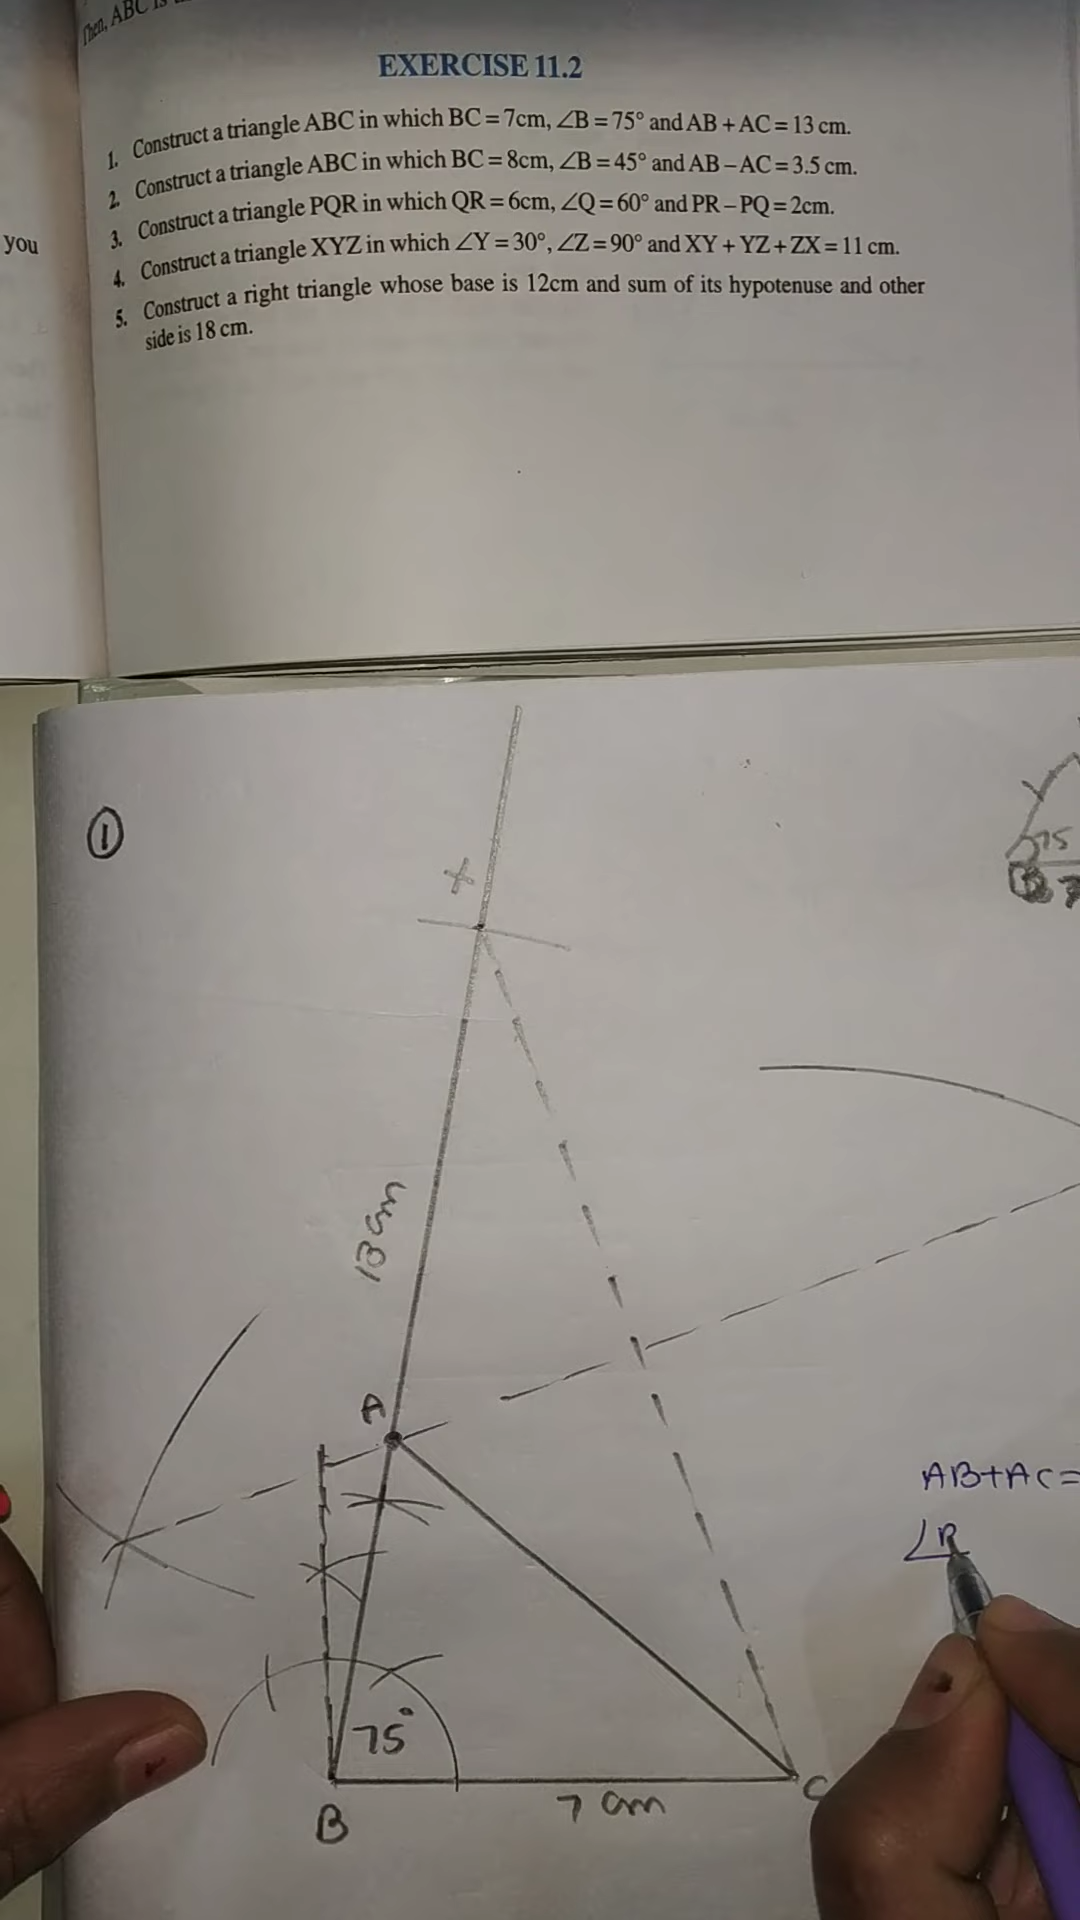 Then, ABC is
EXERCISE 11.2
1. Construct a triangle ABC in which BC = 7cm, ∠B = 75° and AB + AC = 13 cm.
2. Construct a triangle ABC in which BC = 8cm, ∠B = 45° and AB – AC = 3.5 cm.
3. Construct a triangle PQR in which QR = 6cm, ∠Q = 60° and PR – PQ = 2cm.
4. Construct a triangle XYZ in which ∠Y = 30°, ∠Z = 90° and XY + YZ + ZX = 11 cm.
5. Construct a right triangle whose base is 12cm and sum of its hypotenuse and other
side is 18 cm.
you
1
75
B 7
13 cm
A
AB+AC=
∠B
75°
B
7 cm
C